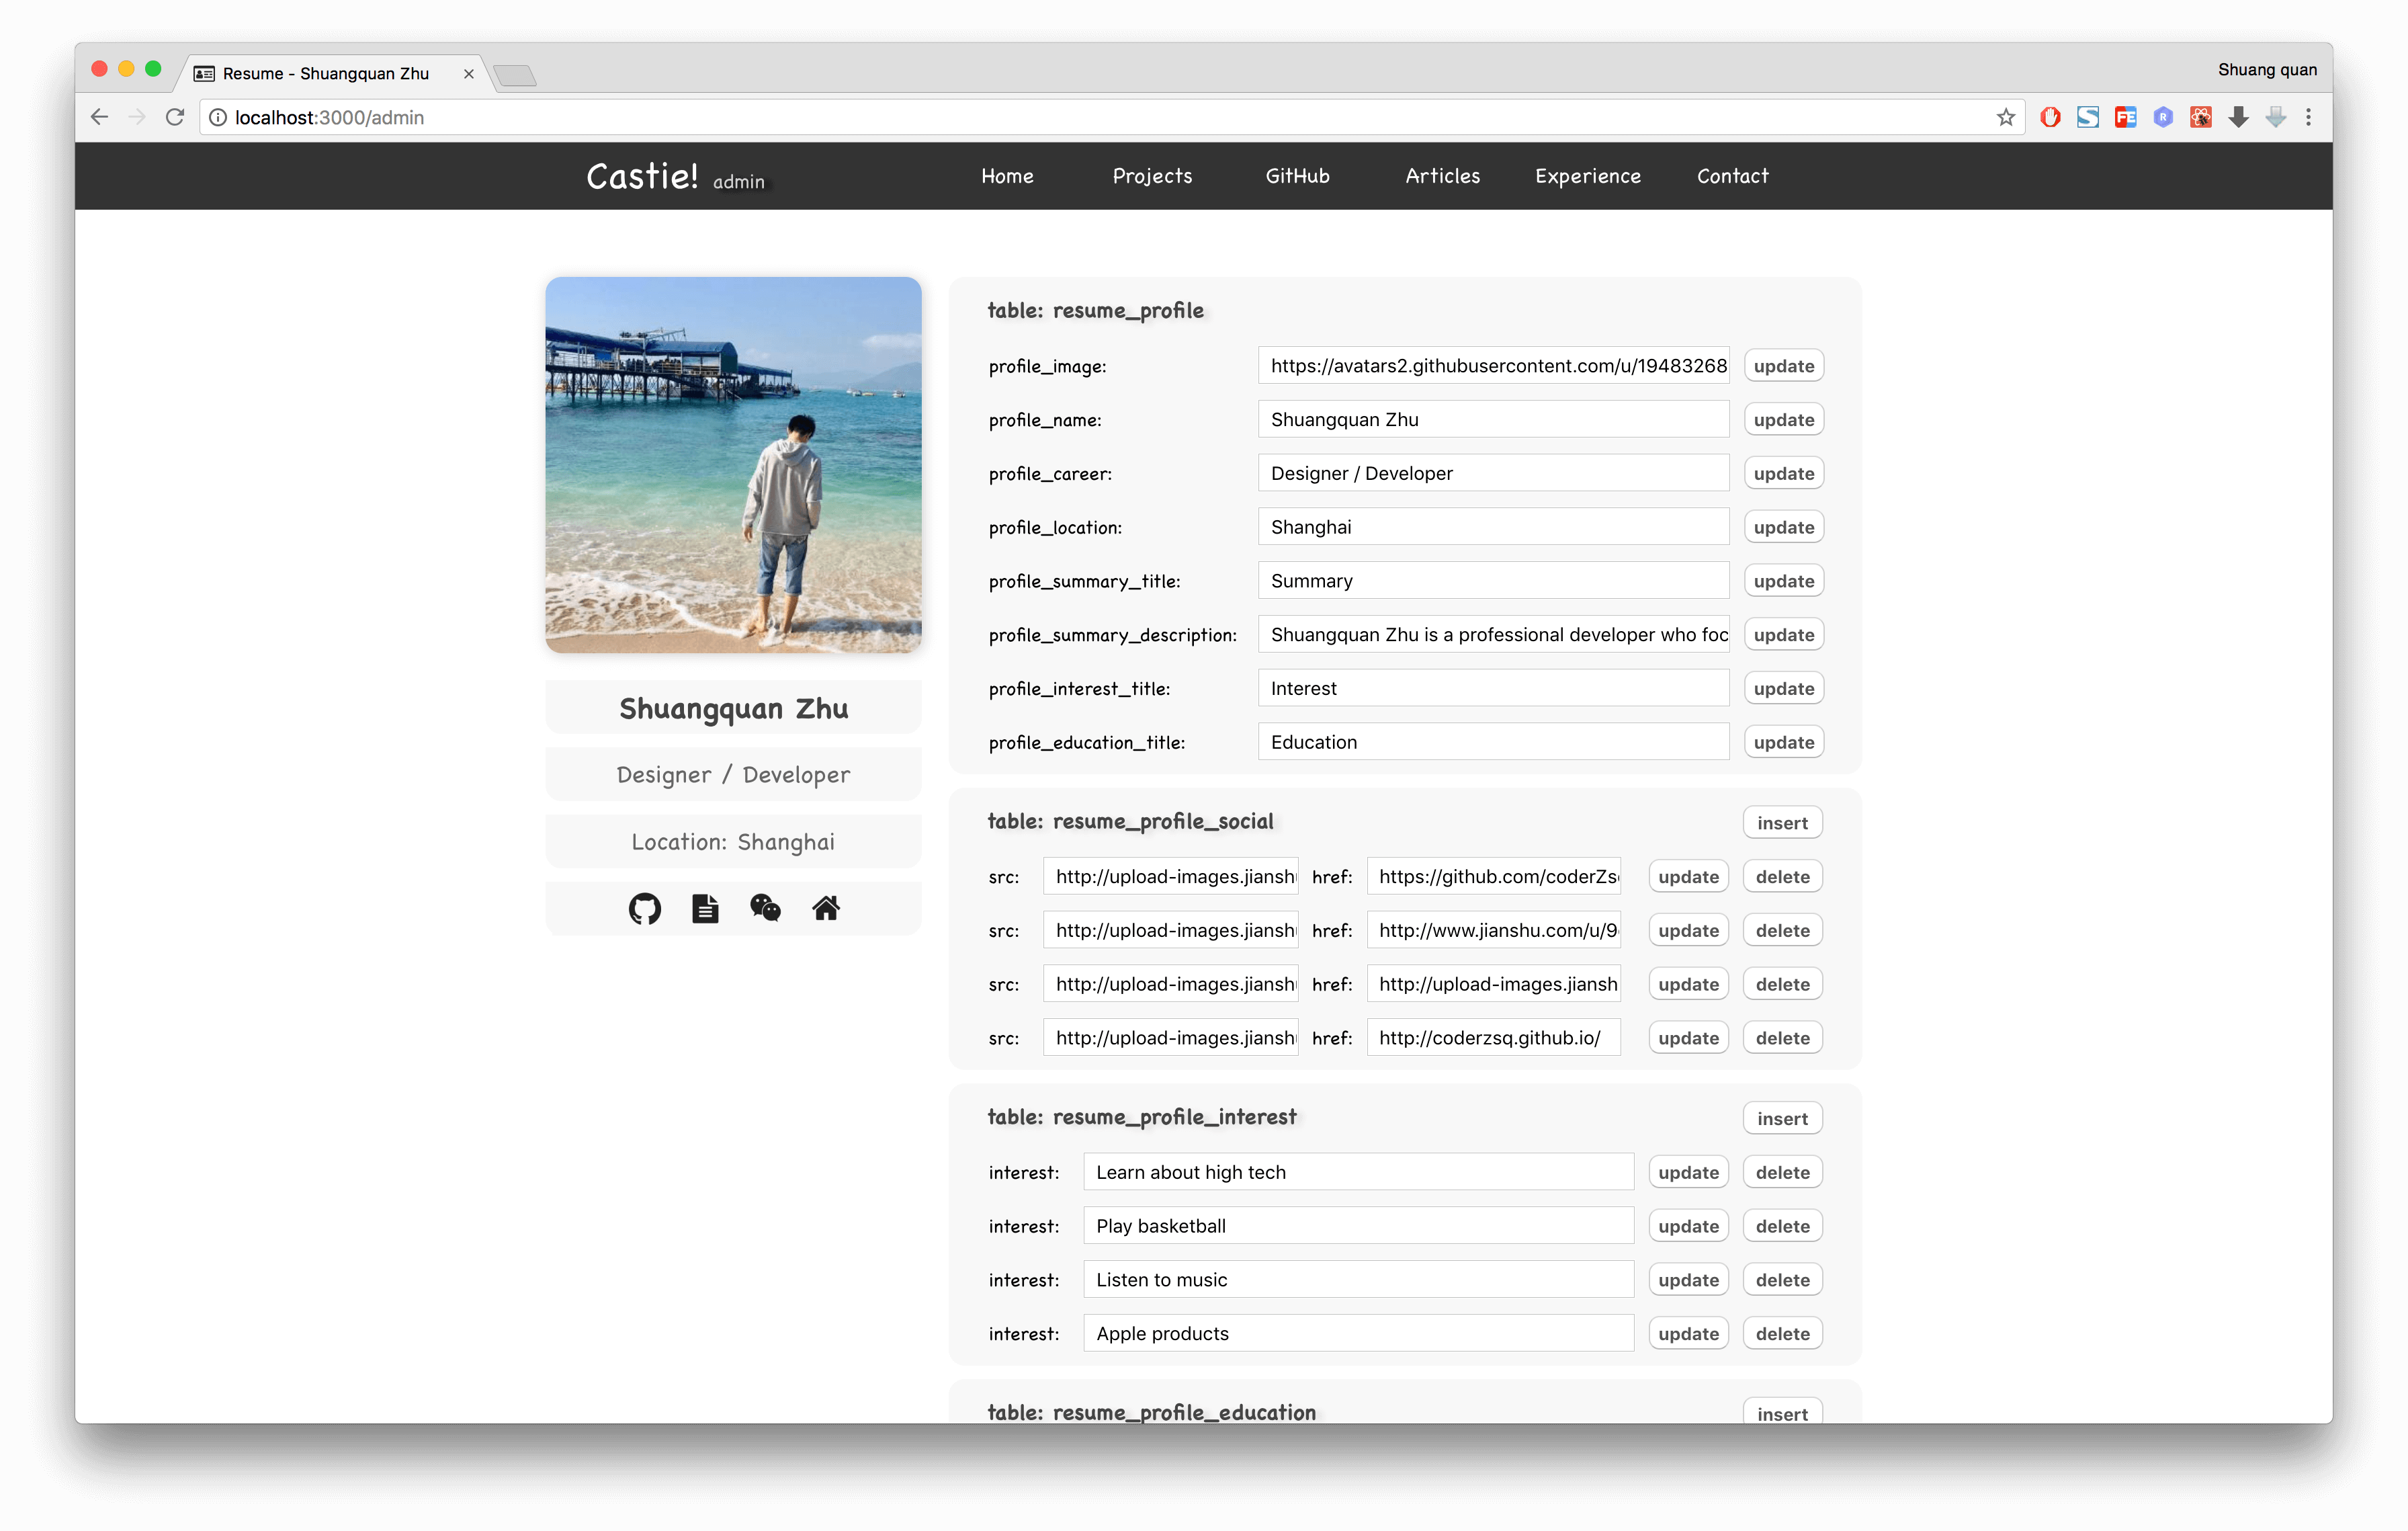 Resume - Shuangquan Zhu
Shuang quan
localhost:3000/admin
Castie! admin
Home
Projects
GitHub
Articles
Experience
Contact
Shuangquan Zhu
Designer / Developer
Location: Shanghai
table: resume_profile
profile_image: https://avatars2.githubusercontent.com/u/19483268 update
profile_name: Shuangquan Zhu update
profile_career: Designer / Developer update
profile_location: Shanghai update
profile_summary_title: Summary update
profile_summary_description: Shuangquan Zhu is a professional developer who foc update
profile_interest_title: Interest update
profile_education_title: Education update
table: resume_profile_social insert
src: http://upload-images.jiansh href: https://github.com/coderZs update delete
src: http://upload-images.jiansh href: http://www.jianshu.com/u/9 update delete
src: http://upload-images.jiansh href: http://upload-images.jiansh update delete
src: http://upload-images.jiansh href: http://coderzsq.github.io/ update delete
table: resume_profile_interest insert
interest: Learn about high tech update delete
interest: Play basketball update delete
interest: Listen to music update delete
interest: Apple products update delete
table: resume_profile_education insert